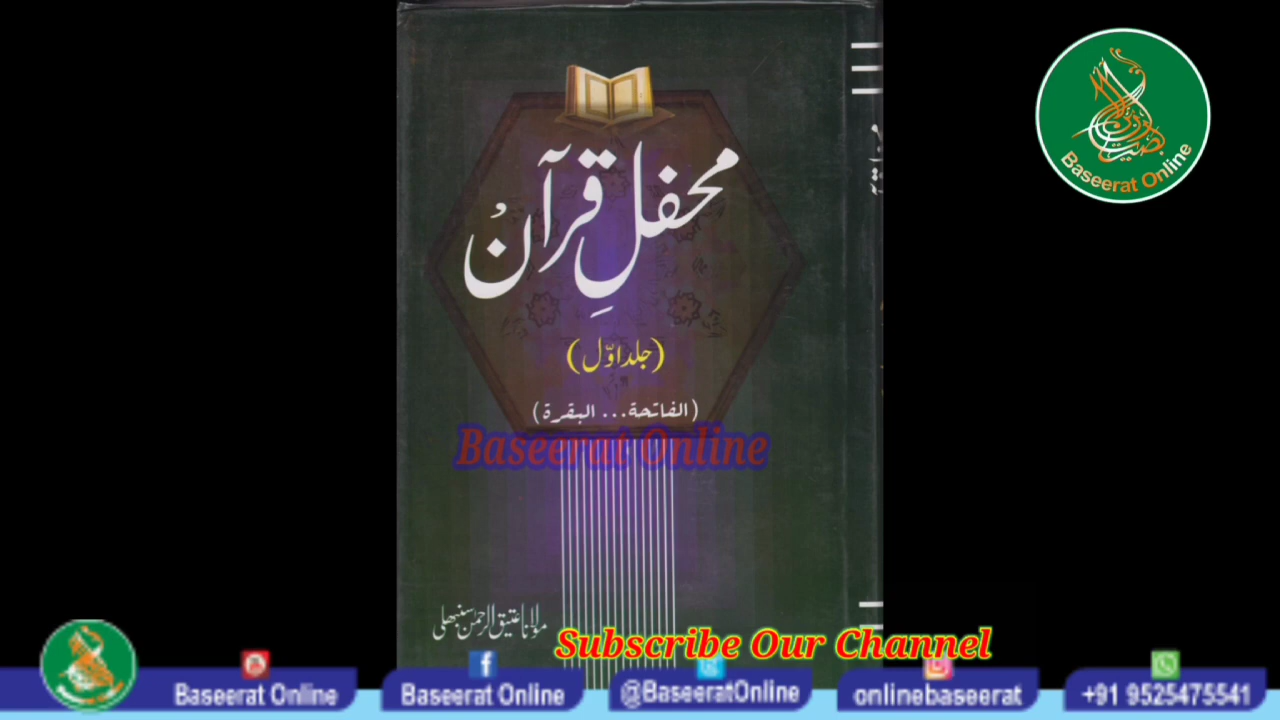 محفلِ قرآن
(جلد اوّل)
(الفاتحة... البقرة)
Baseerat Online
مولانا عتیق الرحمن سنبھلی
Baseerat Online
Subscribe Our Channel
Baseerat Online
Baseerat Online
@BaseeratOnline
onlinebaseerat
+91 9525475541